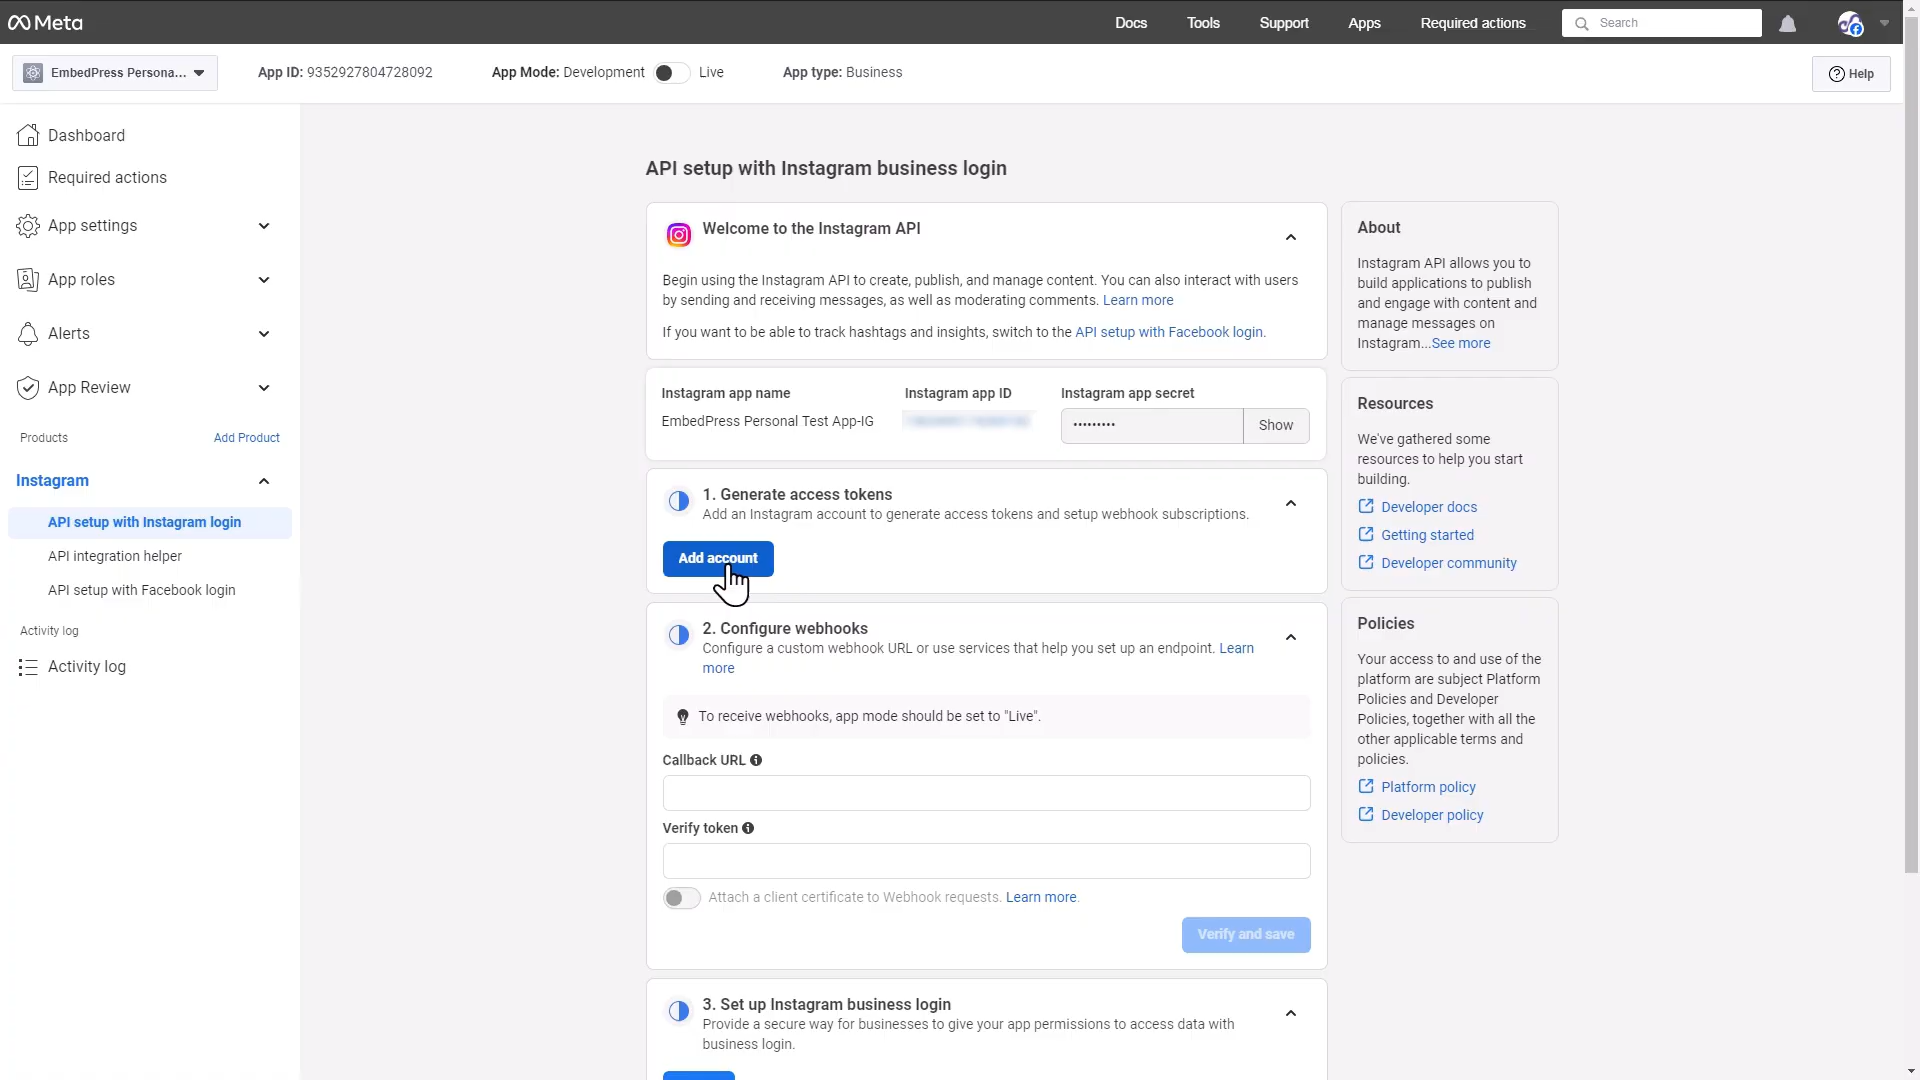 Meta
Docs
Tools
Support
Apps
Required actions
Search
EmbedPress Persona...
App ID: 9352927804728092
App Mode: Development
Live
App type: Business
Help
Dashboard
Required actions
App settings
App roles
Alerts
App Review
Products
Add Product
Instagram
API setup with Instagram login
API integration helper
API setup with Facebook login
Activity log
Activity log
API setup with Instagram business login
Welcome to the Instagram API
Begin using the Instagram API to create, publish, and manage content. You can also interact with users
by sending and receiving messages, as well as moderating comments. Learn more
If you want to be able to track hashtags and insights, switch to the API setup with Facebook login.
Instagram app name
EmbedPress Personal Test App-IG
Instagram app ID
Instagram app secret
•••••••••
Show
1. Generate access tokens
Add an Instagram account to generate access tokens and setup webhook subscriptions.
Add account
2. Configure webhooks
Configure a custom webhook URL or use services that help you set up an endpoint. Learn
more
To receive webhooks, app mode should be set to "Live".
Callback URL
Verify token
Attach a client certificate to Webhook requests. Learn more.
Verify and save
3. Set up Instagram business login
Provide a secure way for businesses to give your app permissions to access data with
business login.
About
Instagram API allows you to
build applications to publish
and engage with content and
manage messages on
Instagram...See more
Resources
We've gathered some
resources to help you start
building.
Developer docs
Getting started
Developer community
Policies
Your access to and use of the
platform are subject Platform
Policies and Developer
Policies, together with all the
other applicable terms and
policies.
Platform policy
Developer policy